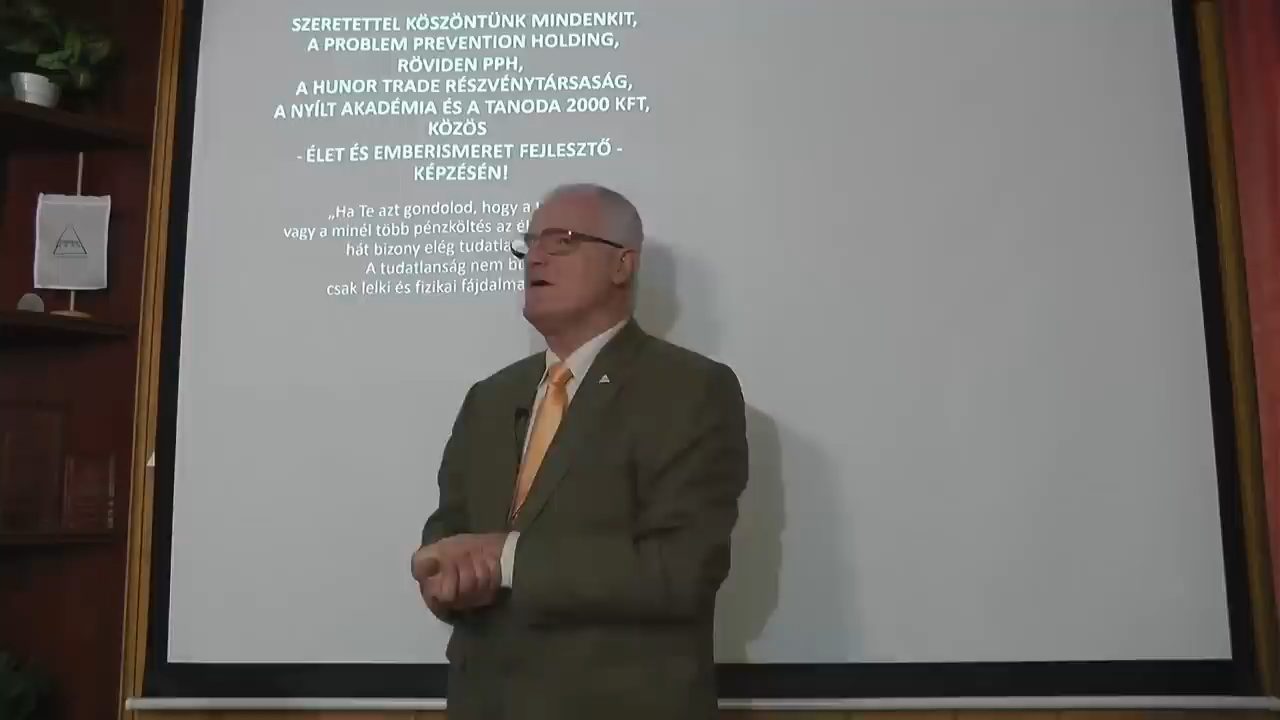 SZERETETTEL KÖSZÖNTÜNK MINDENKIT,
A PROBLEM PREVENTION HOLDING,
RÖVIDEN PPH,
A HUNOR TRADE RÉSZVÉNYTÁRSASÁG,
A NYÍLT AKADÉMIA ÉS A TANODA 2000 KFT,
KÖZÖS
- ÉLET ÉS EMBERISMERET FEJLESZTŐ -
KÉPZÉSÉN!
„Ha Te azt gondolod, hogy a
vagy a minél több pénzköltés az
hát bizony elég
A tudatlanság nem
csak lelki és fizikai